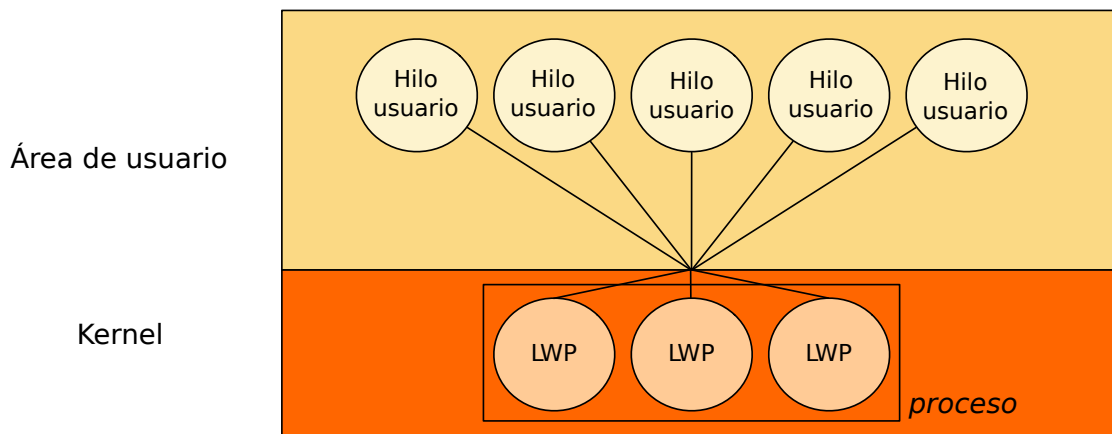 Hilo
usuario
Hilo
usuario
Hilo
usuario
Hilo
usuario
Hilo
usuario
Área de usuario
Kernel
LWP
LWP
LWP
proceso